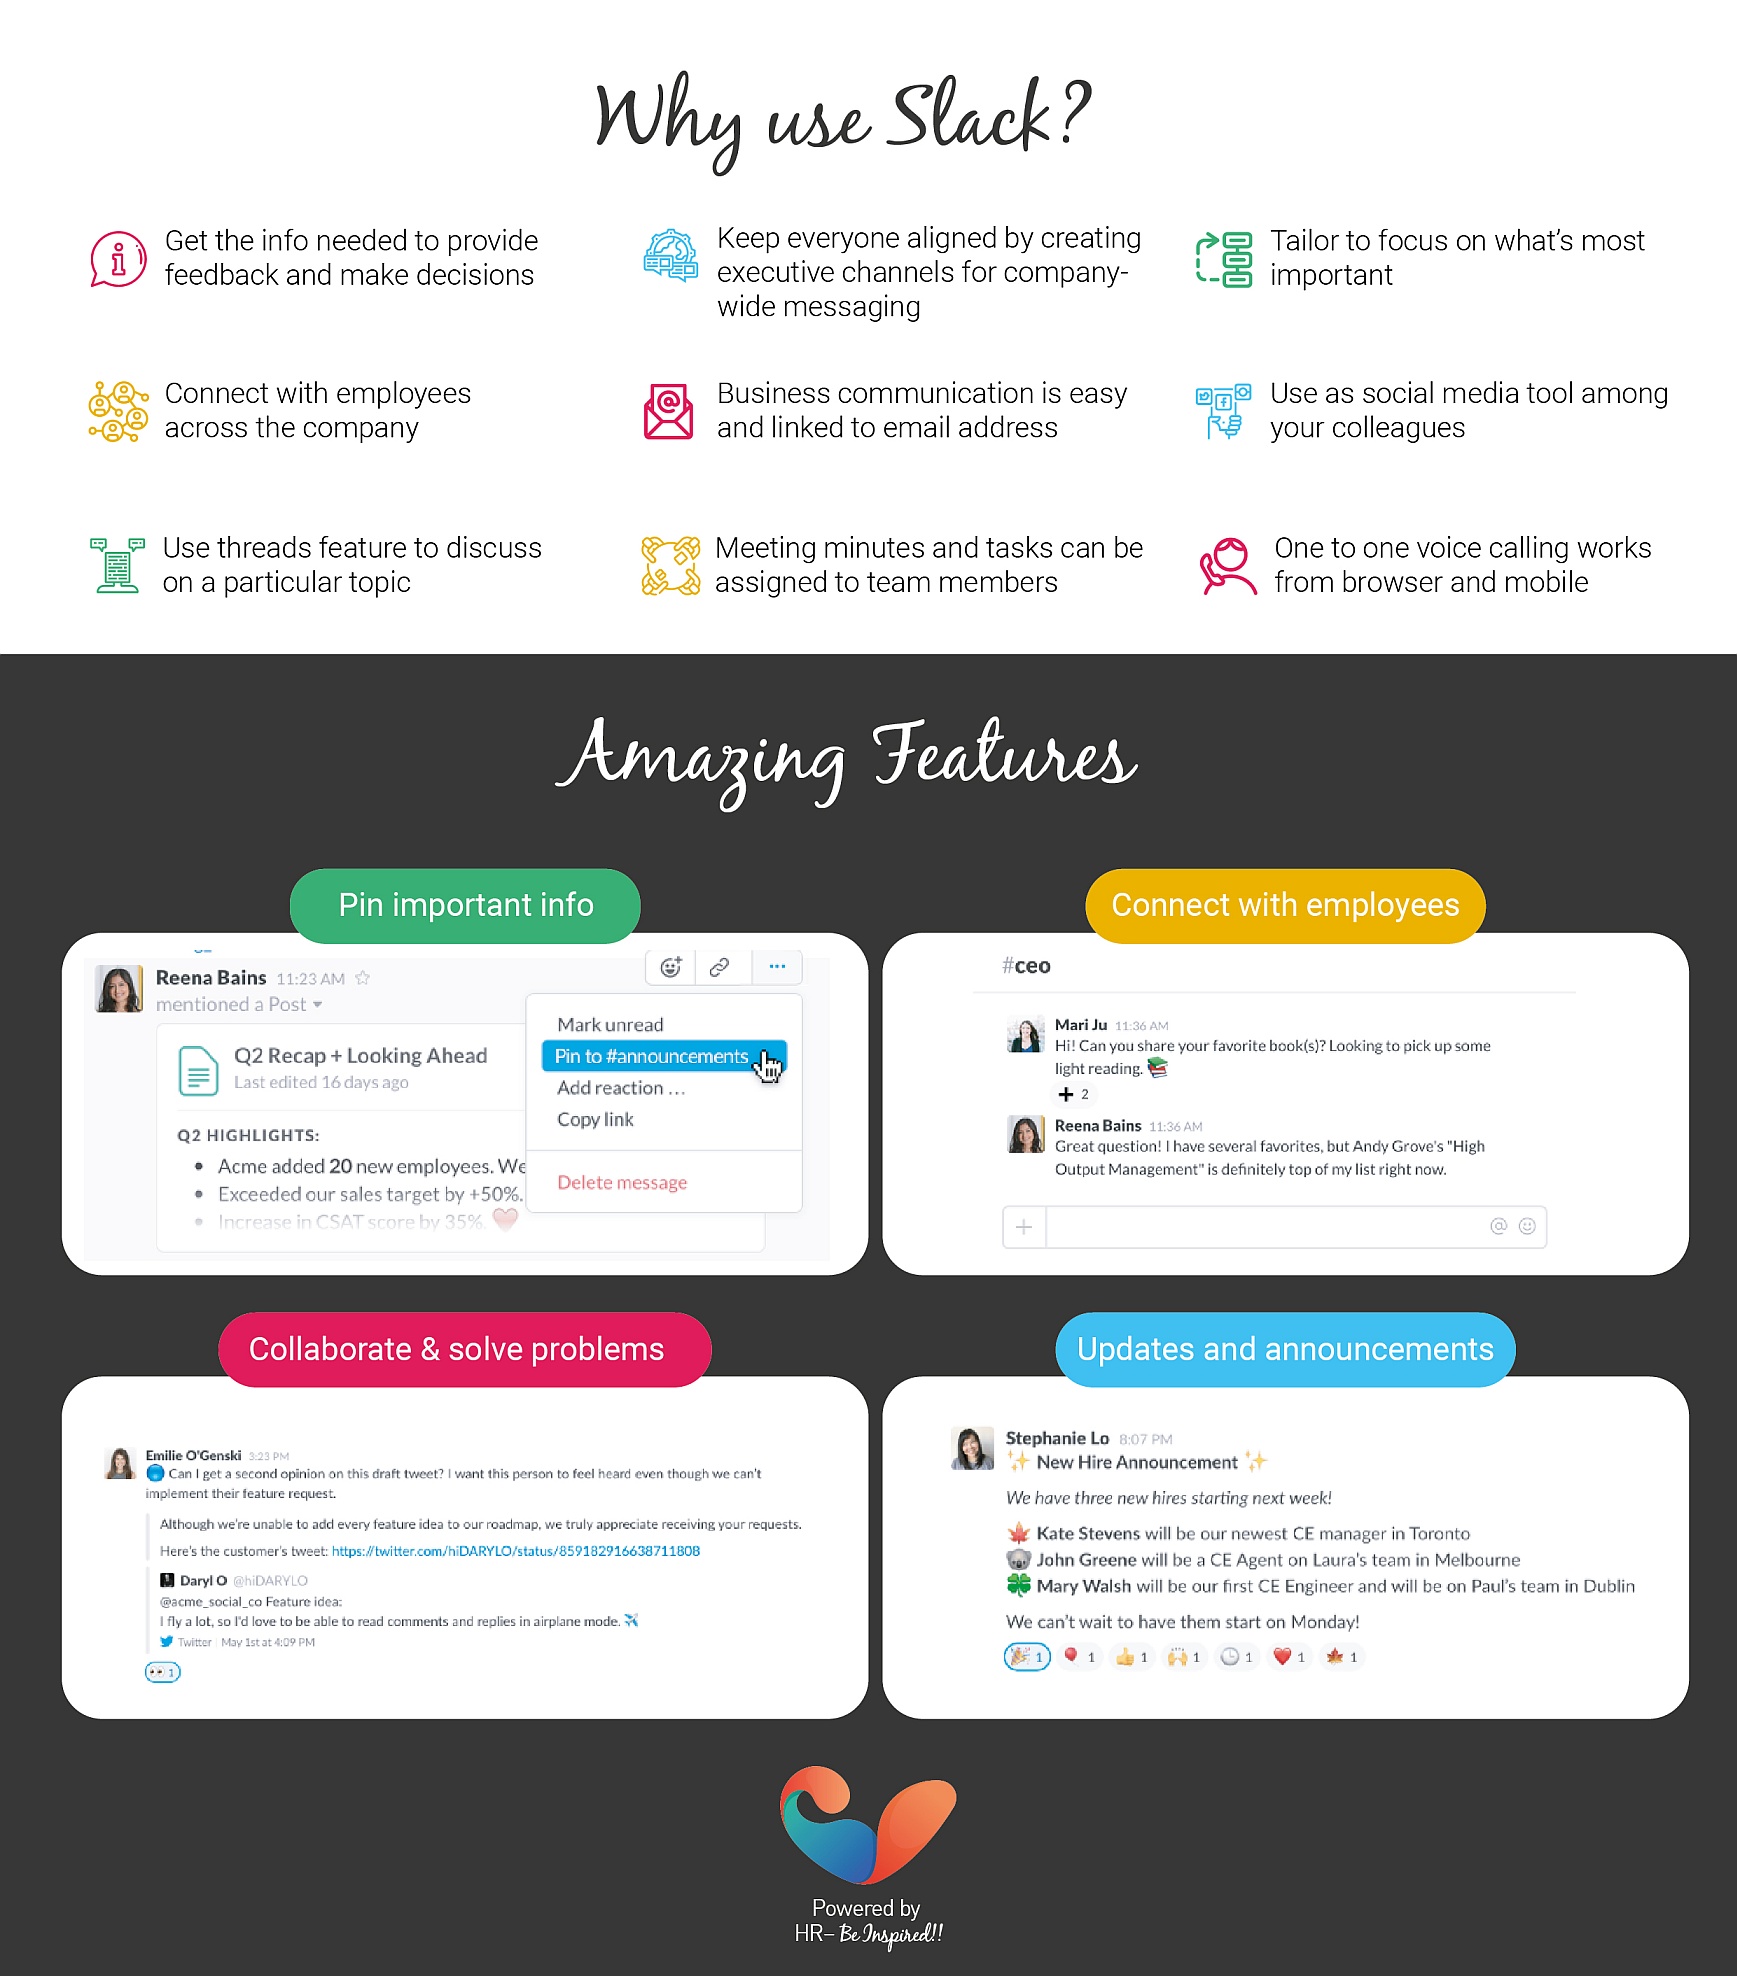 Why use Slack?
Get the info needed to provide
feedback and make decisions
Keep everyone aligned by creating
executive channels for company-
wide messaging
Tailor to focus on what's most
important
Connect with employees
across the company
Business communication is easy
and linked to email address
Use as social media tool among
your colleagues
Use threads feature to discuss
on a particular topic
Meeting minutes and tasks can be
assigned to team members
One to one voice calling works
from browser and mobile
Amazing Features
Pin important info
Reena Bains 11:23 AM
mentioned a Post
Q2 Recap + Looking Ahead
Last edited 16 days ago
Q2 HIGHLIGHTS:
• Acme added 20 new employees. We
• Exceeded our sales target by +50%.
• Increase in CSAT score by 35%.
Mark unread
Pin to #announcements
Add reaction ...
Copy link
Delete message
Connect with employees
#ceo
Mari Ju 11:36 AM
Hi! Can you share your favorite book(s)? Looking to pick up some
light reading.
+ 2
Reena Bains 11:36 AM
Great question! I have several favorites, but Andy Grove's "High
Output Management" is definitely top of my list right now.
Collaborate & solve problems
Emilie O'Genski 3:23 PM
Can I get a second opinion on this draft tweet? I want this person to feel heard even though we can't
implement their feature request.
Although we're unable to add every feature idea to our roadmap, we truly appreciate receiving your requests.
Here's the customer's tweet: https://twitter.com/hiDARYLO/status/859182916638711808
Daryl O @hiDARYLO
@acme_social_co Feature idea:
I fly a lot, so I'd love to be able to read comments and replies in airplane mode.
Twitter | May 1st at 4:09 PM
1
Updates and announcements
Stephanie Lo 8:07 PM
New Hire Announcement
We have three new hires starting next week!
Kate Stevens will be our newest CE manager in Toronto
John Greene will be a CE Agent on Laura's team in Melbourne
Mary Walsh will be our first CE Engineer and will be on Paul's team in Dublin
We can't wait to have them start on Monday!
1 1 1 1 1 1 1
Powered by
HR– Be Inspired!!